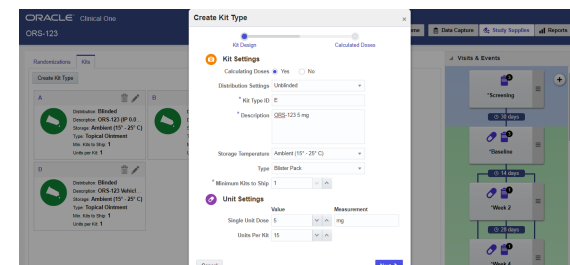 ORACLE Clinical One
ORS-123
Data Capture
Study Supplies
Reports
Randomizations Kits
Create Kit Type
A
Distribution: Blinded
Description: ORS-123 (IP 0.0...
Storage: Ambient (15° - 25° C)
Type: Topical Ointment
Min. Kits to Ship: 1
Units per Kit: 1
B
D
Distribution: Blinded
Description: ORS-123 Vehicl...
Storage: Ambient (15° - 25° C)
Type: Topical Ointment
Min. Kits to Ship: 1
Units per Kit: 1
Create Kit Type ×
Kit Design
Calculated Doses
Kit Settings
Calculating Doses Yes No
Distribution Settings Unblinded
* Kit Type ID E
* Description ORS-123 5 mg
Storage Temperature Ambient (15° - 25° C)
Type Blister Pack
* Minimum Kits to Ship 1
Unit Settings
Value Measurement
Single Unit Dose 5 mg
Units Per Kit 16
Visits & Events
*Screening
30 days
*Baseline
14 days
*Week 2
28 days
*Week 4